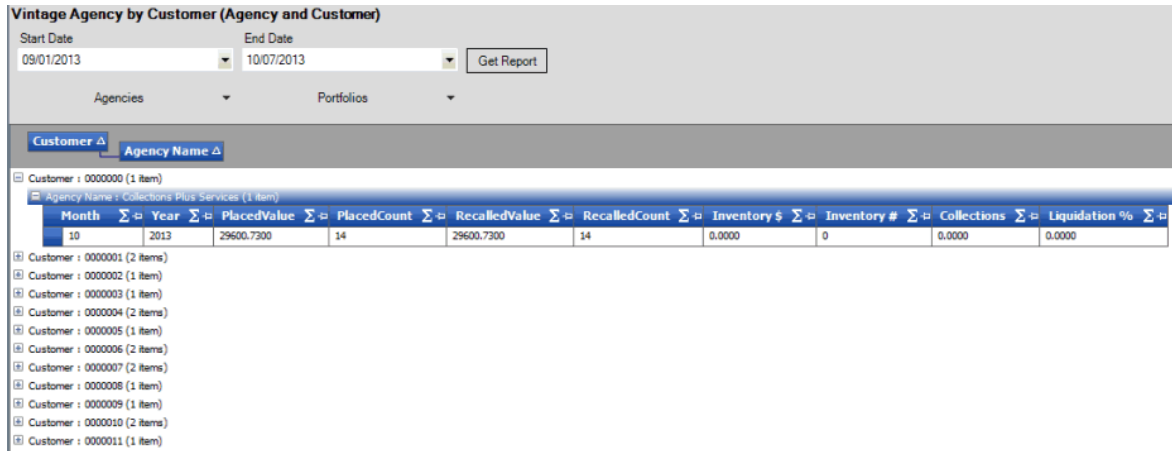 Vintage Agency by Customer (Agency and Customer)
Start Date End Date
09/01/2013 10/07/2013 Get Report
Agencies Portfolios
Customer
Agency Name
Customer : 0000000 (1 item)
Agency Name : Collections Plus Services (1 item)
Month Σ Year Σ PlacedValue Σ PlacedCount Σ RecalledValue Σ RecalledCount Σ Inventory $ Σ Inventory # Σ Collections Σ Liquidation % Σ
10 2013 29600.7300 14 29600.7300 14 0.0000 0 0.0000 0.0000
Customer : 0000001 (2 items)
Customer : 0000002 (1 item)
Customer : 0000003 (1 item)
Customer : 0000004 (2 items)
Customer : 0000005 (1 item)
Customer : 0000006 (2 items)
Customer : 0000007 (2 items)
Customer : 0000008 (1 item)
Customer : 0000009 (1 item)
Customer : 0000010 (2 items)
Customer : 0000011 (1 item)